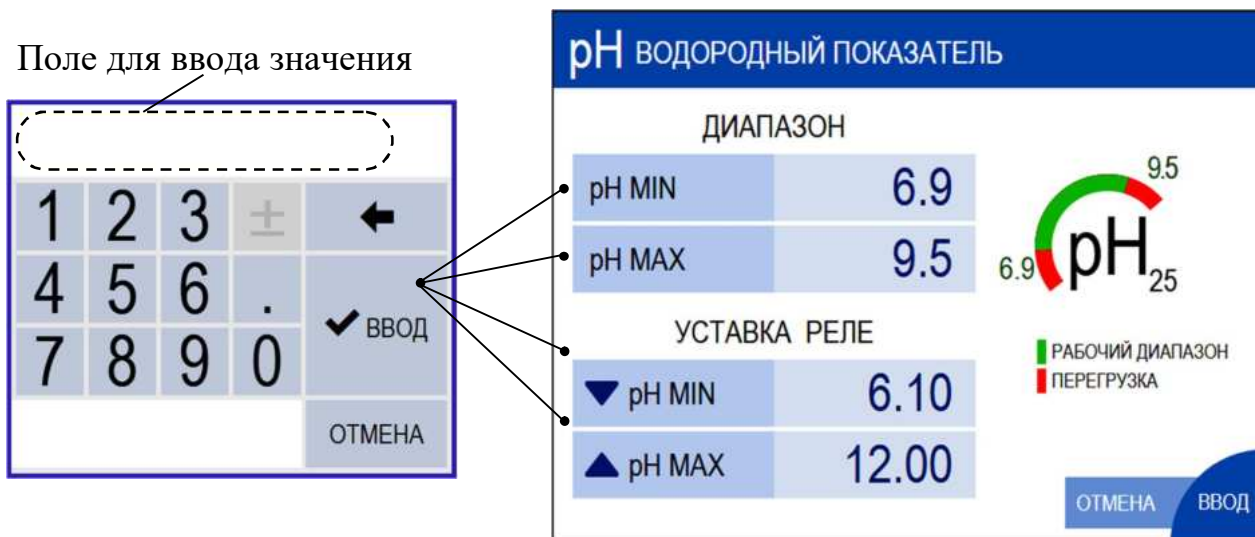 Поле для ввода значения
1 2 3 ±
4 5 6 .
ВВОД
7 8 9 0
ОТМЕНА
pH ВОДОРОДНЫЙ ПОКАЗАТЕЛЬ
ДИАПАЗОН
pH MIN 6.9
pH MAX 9.5
УСТАВКА РЕЛЕ
pH MIN 6.10
pH MAX 12.00
9.5
6.9
pH25
РАБОЧИЙ ДИАПАЗОН
ПЕРЕГРУЗКА
ОТМЕНА ВВОД